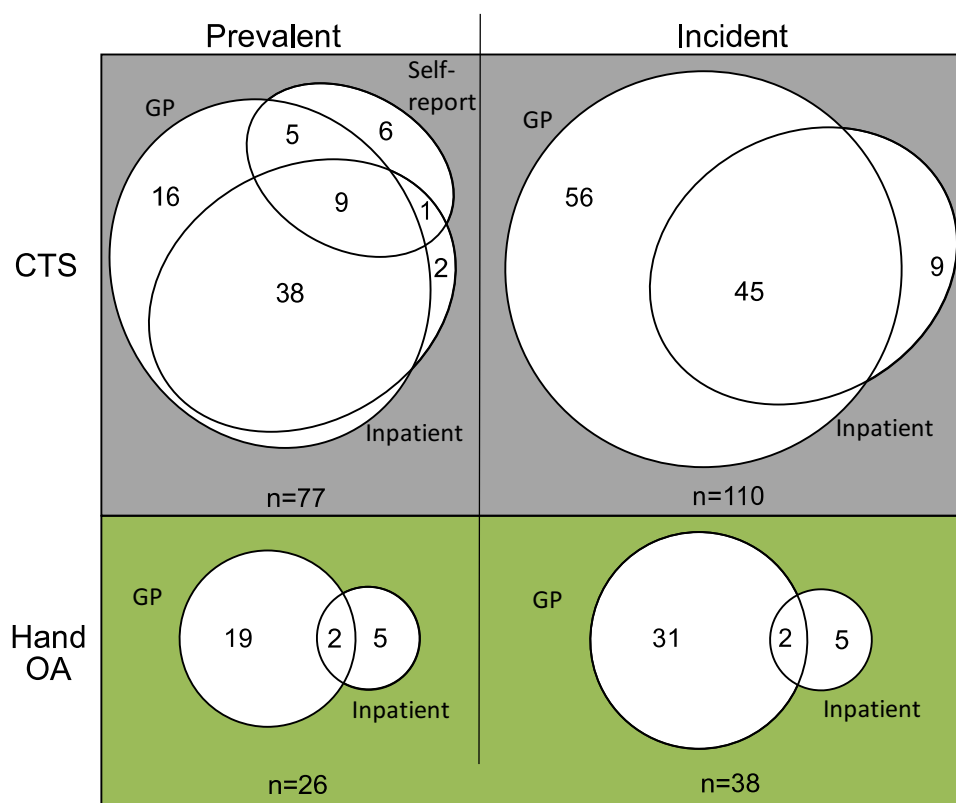 Prevalent
Incident
CTS
GP
Self-
report
5
6
16
9
1
2
38
Inpatient
n=77
GP
56
45
9
Inpatient
n=110
Hand
OA
GP
19
2
5
Inpatient
n=26
GP
31
2
5
Inpatient
n=38